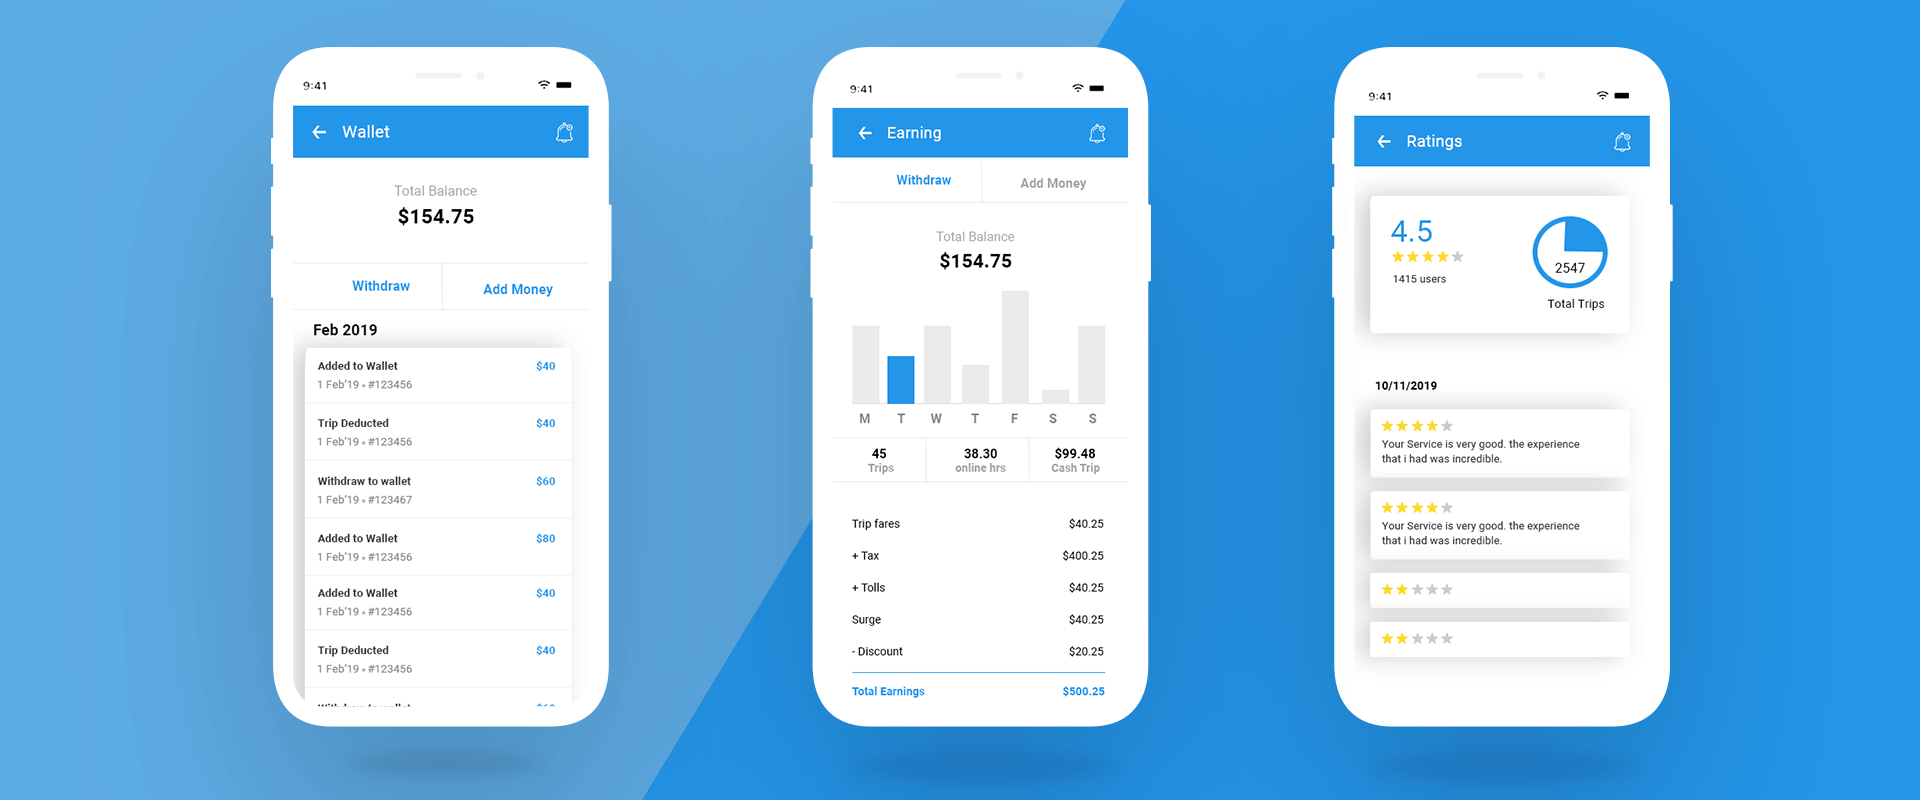 9:41
Wallet
Total Balance
$154.75
Withdraw
Add Money
Feb 2019
Added to Wallet $40
1 Feb'19 • #123456
Trip Deducted $40
1 Feb'19 • #123456
Withdraw to wallet $60
1 Feb'19 • #123467
Added to Wallet $80
1 Feb'19 • #123456
Added to Wallet $40
1 Feb'19 • #123456
Trip Deducted $40
1 Feb'19 • #123456
9:41
Earning
Withdraw
Add Money
Total Balance
$154.75
M T W T F S S
45 38.30 $99.48
Trips online hrs Cash Trip
Trip fares $40.25
+ Tax $400.25
+ Tolls $40.25
Surge $40.25
- Discount $20.25
Total Earnings $500.25
9:41
Ratings
4.5
1415 users
2547
Total Trips
10/11/2019
Your Service is very good. the experience
that i had was incredible.
Your Service is very good. the experience
that i had was incredible.